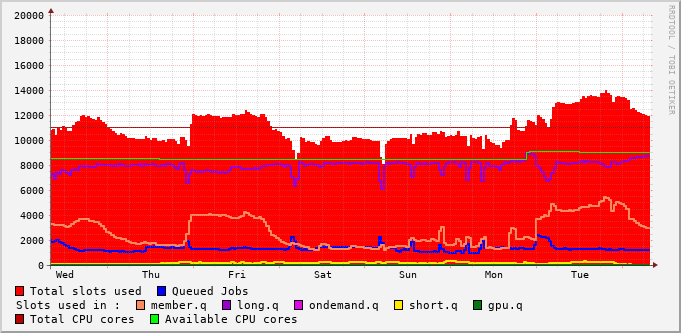 20000
18000
16000
14000
12000
10000
8000
6000
4000
2000
0
Wed Thu Fri Sat Sun Mon Tue
RRDTOOL / TOBI OETIKER
Total slots used Queued Jobs
Slots used in : member.q long.q ondemand.q short.q gpu.q
Total CPU cores Available CPU cores